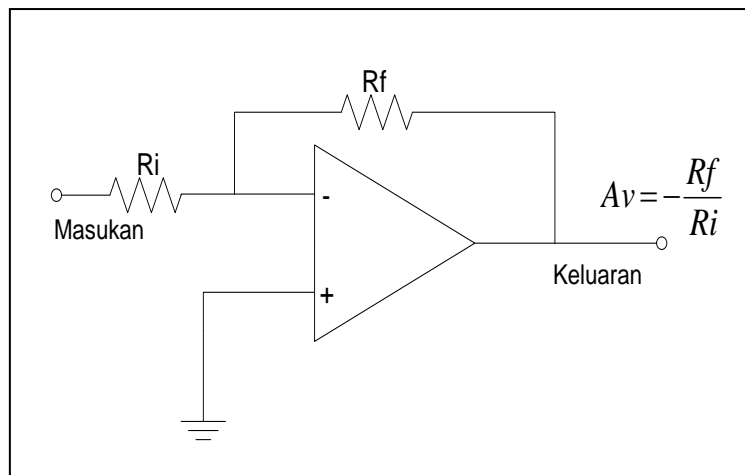 Rf
Ri
Masukan
-
+
Av = -Rf/Ri
Keluaran